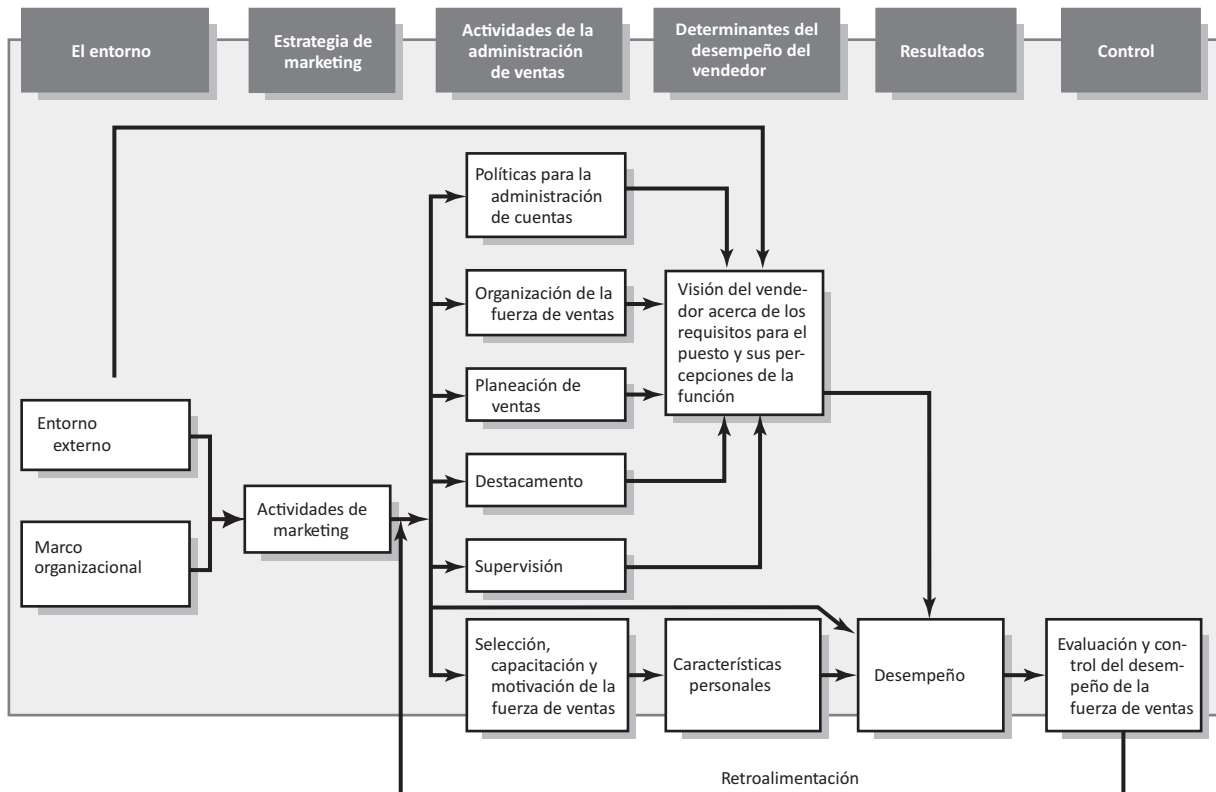 El entorno
Estrategia de
marketing
Actividades de la
administración
de ventas
Determinantes del
desempeño del
vendedor
Resultados
Control
Políticas para la
administración
de cuentas
Organización de la
fuerza de ventas
Visión del vende-
dor acerca de los
requisitos para el
puesto y sus per-
cepciones de la
función
Planeación de
ventas
Entorno
externo
Destacamento
Actividades de
marketing
Marco
organizacional
Supervisión
Selección,
capacitación y
motivación de la
fuerza de ventas
Características
personales
Desempeño
Evaluación y con-
trol del desem-
peño de la
fuerza de ventas
Retroalimentación